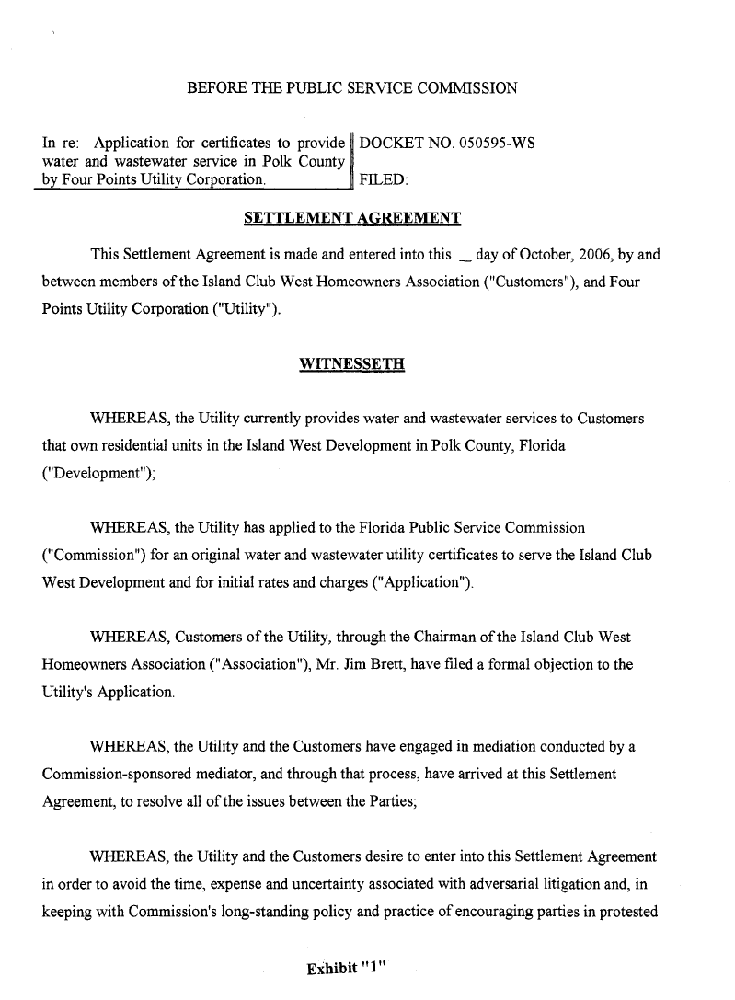 BEFORE THE PUBLIC SERVICE COMMISSION
In re: Application for certificates to provide
water and wastewater service in Polk County
by Four Points Utility Corporation.
DOCKET NO. 050595-WS
FILED:
SETTLEMENT AGREEMENT
This Settlement Agreement is made and entered into this _ day of October, 2006, by and
between members of the Island Club West Homeowners Association ("Customers"), and Four
Points Utility Corporation ("Utility").
WITNESSETH
WHEREAS, the Utility currently provides water and wastewater services to Customers
that own residential units in the Island West Development in Polk County, Florida
("Development");
WHEREAS, the Utility has applied to the Florida Public Service Commission
("Commission") for an original water and wastewater utility certificates to serve the Island Club
West Development and for initial rates and charges ("Application").
WHEREAS, Customers of the Utility, through the Chairman of the Island Club West
Homeowners Association ("Association"), Mr. Jim Brett, have filed a formal objection to the
Utility's Application.
WHEREAS, the Utility and the Customers have engaged in mediation conducted by a
Commission-sponsored mediator, and through that process, have arrived at this Settlement
Agreement, to resolve all of the issues between the Parties;
WHEREAS, the Utility and the Customers desire to enter into this Settlement Agreement
in order to avoid the time, expense and uncertainty associated with adversarial litigation and, in
keeping with Commission's long-standing policy and practice of encouraging parties in protested
Exhibit "1"